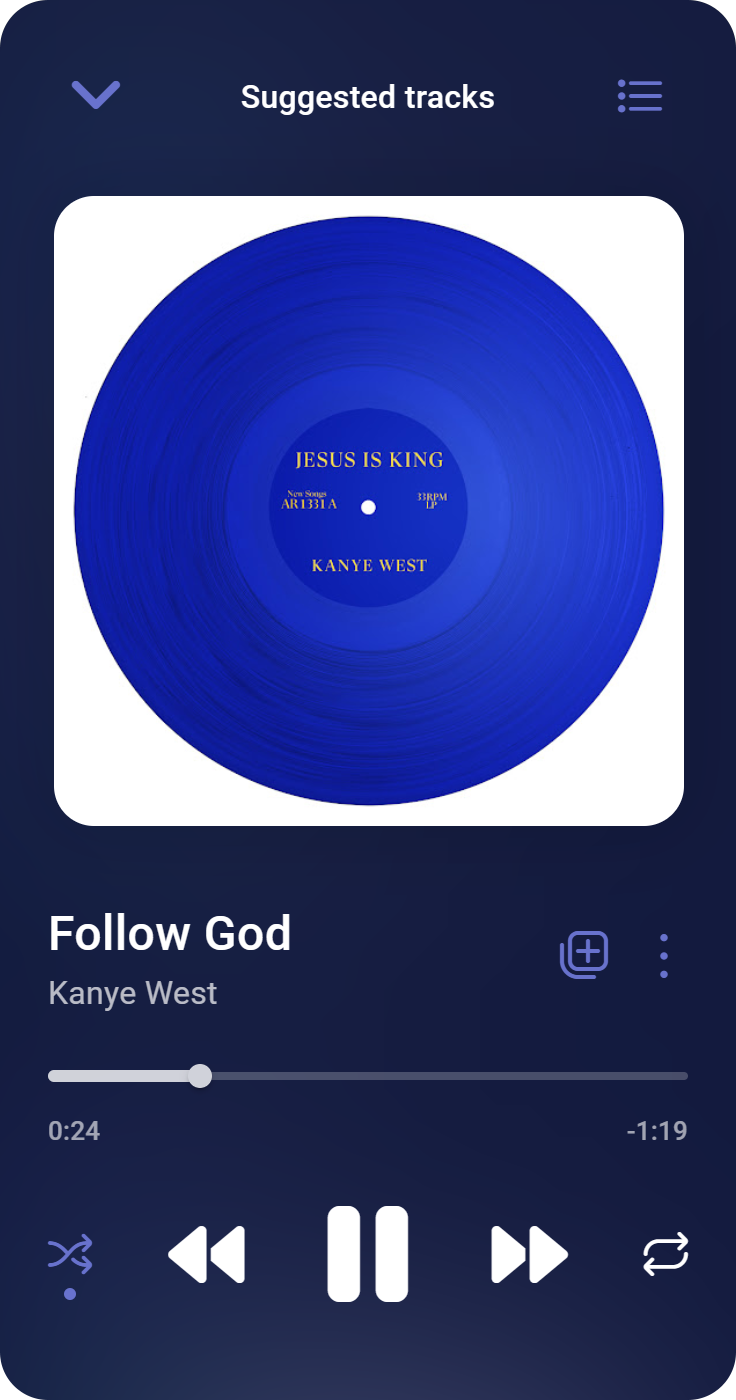 Suggested tracks
JESUS IS KING
New Songs
AR1331A
33RPM
LP
KANYE WEST
Follow God
Kanye West
0:24
-1:19